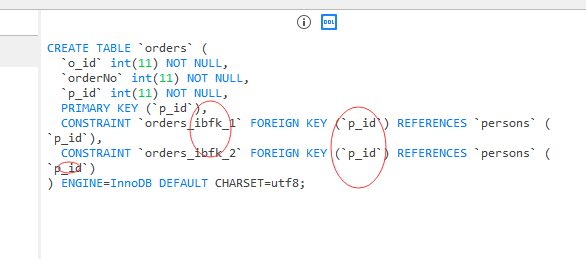 DDL
CREATE TABLE `orders` (
`o_id` int(11) NOT NULL,
`orderNo` int(11) NOT NULL,
`p_id` int(11) NOT NULL,
PRIMARY KEY (`p_id`),
CONSTRAINT `orders_ibfk_1` FOREIGN KEY (`p_id`) REFERENCES `persons` (
`p_id`),
CONSTRAINT `orders_ibfk_2` FOREIGN KEY (`p_id`) REFERENCES `persons` (
`p_id`)
) ENGINE=InnoDB DEFAULT CHARSET=utf8;